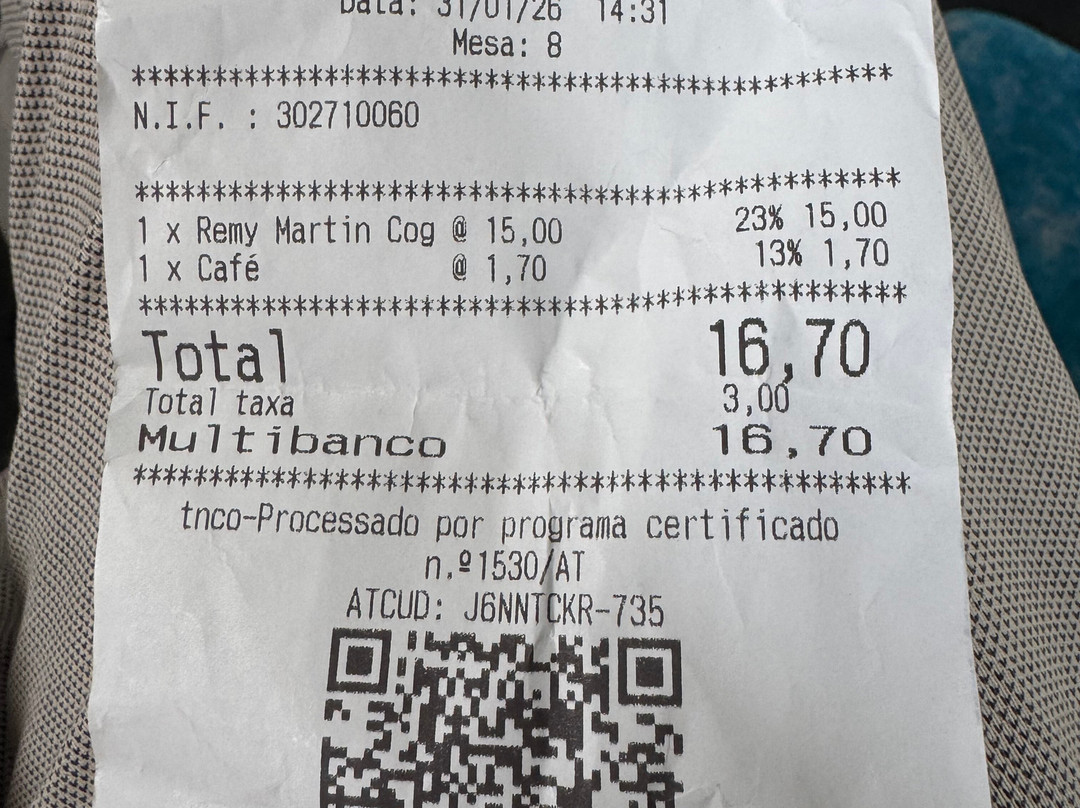 Data: 31/01/26 14:31
Mesa: 8
************************************************
N.I.F. : 302710060
************************************************
1 x Remy Martin Cog @ 15,00 23% 15,00
1 x Café @ 1,70 13% 1,70
************************************************
Total 16,70
Total taxa 3,00
Multibanco 16,70
************************************************
tnco-Processado por programa certificado
n.º1530/AT
ATCUD: J6NNTCKR-735